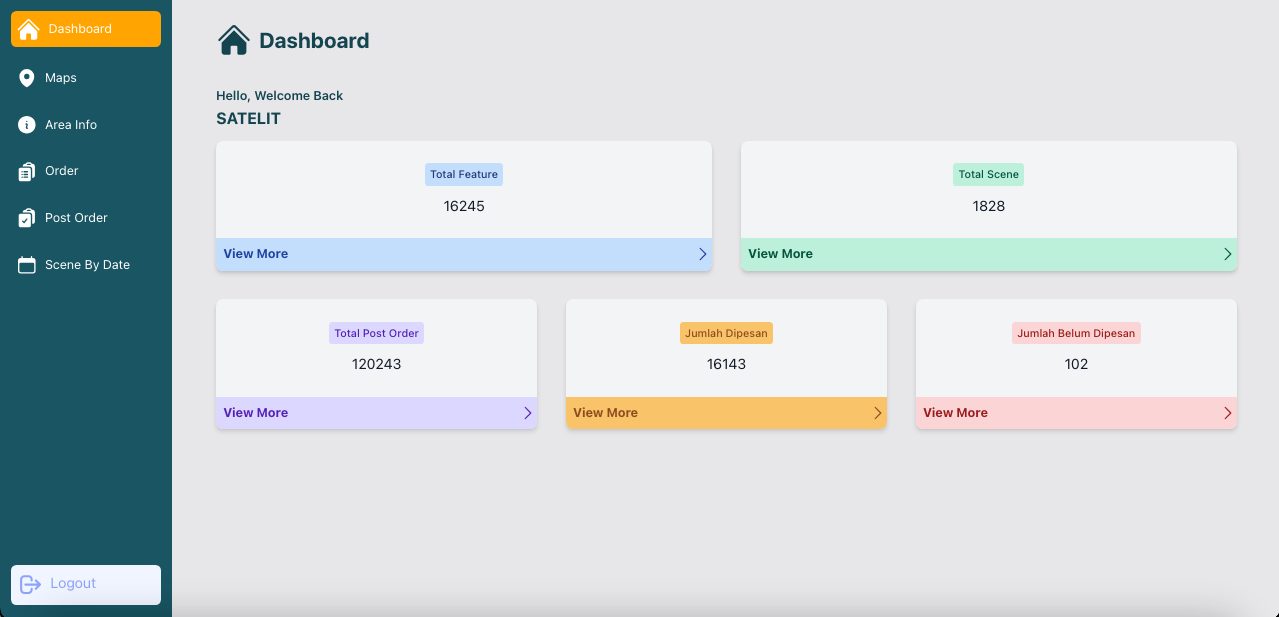 Dashboard
Maps
Area Info
Order
Post Order
Scene By Date
Logout
Dashboard
Hello, Welcome Back
SATELIT
Total Feature
16245
View More
Total Scene
1828
View More
Total Post Order
120243
View More
Jumlah Dipesan
16143
View More
Jumlah Belum Dipesan
102
View More